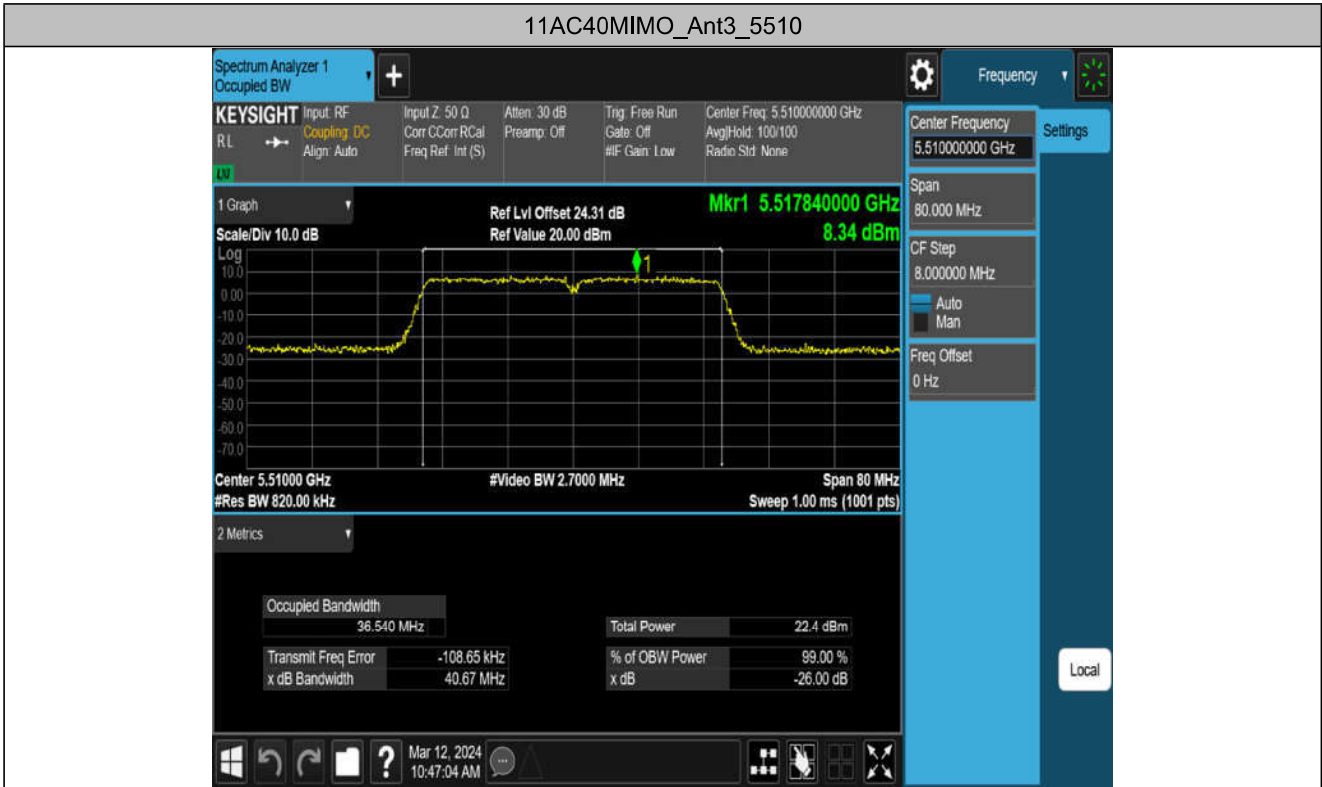 11AC40MIMO_Ant3_5510
Spectrum Analyzer 1
Occupied BW
Frequency
KEYSIGHT
R L
LXI
Input: RF
Coupling: DC
Align: Auto
Input Z: 50 Ω
Corr CCorr RCal
Freq Ref: Int (S)
Atten: 30 dB
Preamp: Off
Trig: Free Run
Gate: Off
#IF Gain: Low
Center Freq: 5.510000000 GHz
Avg|Hold: 100/100
Radio Std: None
Center Frequency
5.510000000 GHz
Settings
Span
80.000 MHz
CF Step
8.000000 MHz
Auto
Man
Freq Offset
0 Hz
Local
1 Graph
Scale/Div 10.0 dB
Ref Lvl Offset 24.31 dB
Ref Value 20.00 dBm
Mkr1 5.517840000 GHz
8.34 dBm
Log
10.0
0.00
-10.0
-20.0
-30.0
-40.0
-50.0
-60.0
-70.0
1
Center 5.51000 GHz
#Video BW 2.7000 MHz
Span 80 MHz
#Res BW 820.00 kHz
Sweep 1.00 ms (1001 pts)
2 Metrics
Occupied Bandwidth
36.540 MHz
Total Power 22.4 dBm
Transmit Freq Error -108.65 kHz
% of OBW Power 99.00 %
x dB Bandwidth 40.67 MHz
x dB -26.00 dB
?
Mar 12, 2024
10:47:04 AM